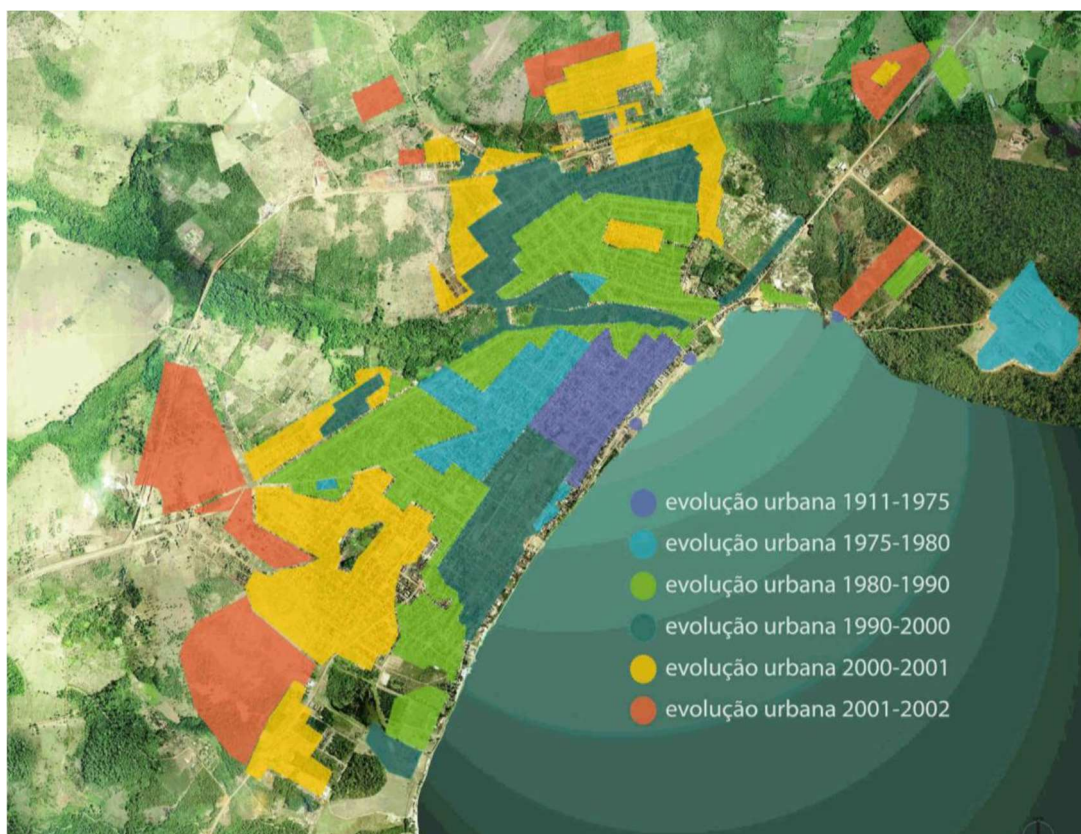 evolução urbana 1911-1975
evolução urbana 1975-1980
evolução urbana 1980-1990
evolução urbana 1990-2000
evolução urbana 2000-2001
evolução urbana 2001-2002